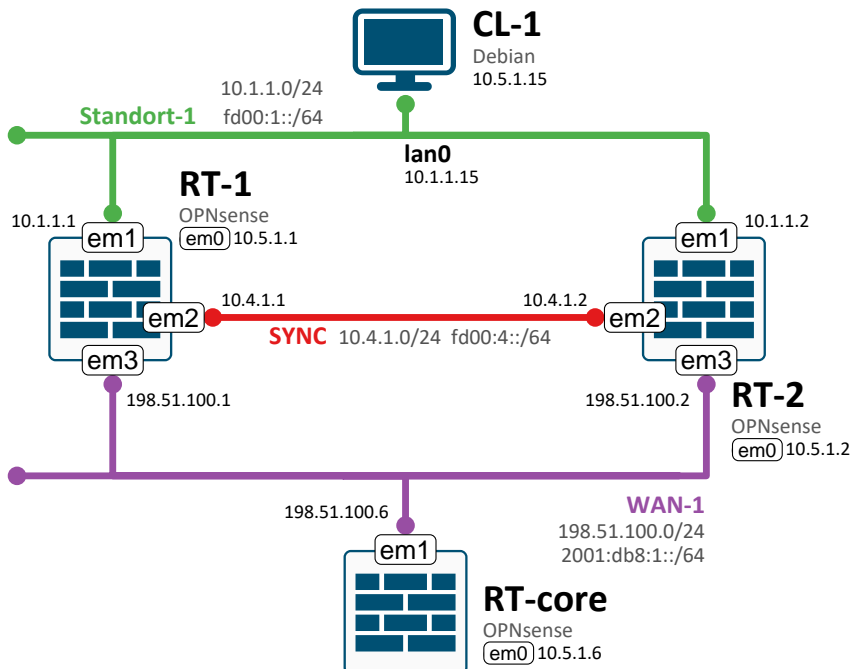 CL-1
Debian
10.5.1.15
10.1.1.0/24
Standort-1 fd00:1::/64
lan0
10.1.1.15
RT-1
OPNsense
em0 10.5.1.1
10.1.1.1
em1
10.1.1.2
em1
10.4.1.1
10.4.1.2
em2
em2
SYNC 10.4.1.0/24 fd00:4::/64
em3
em3
198.51.100.1
198.51.100.2
RT-2
OPNsense
em0 10.5.1.2
WAN-1
198.51.100.0/24
2001:db8:1::/64
198.51.100.6
em1
RT-core
OPNsense
em0 10.5.1.6